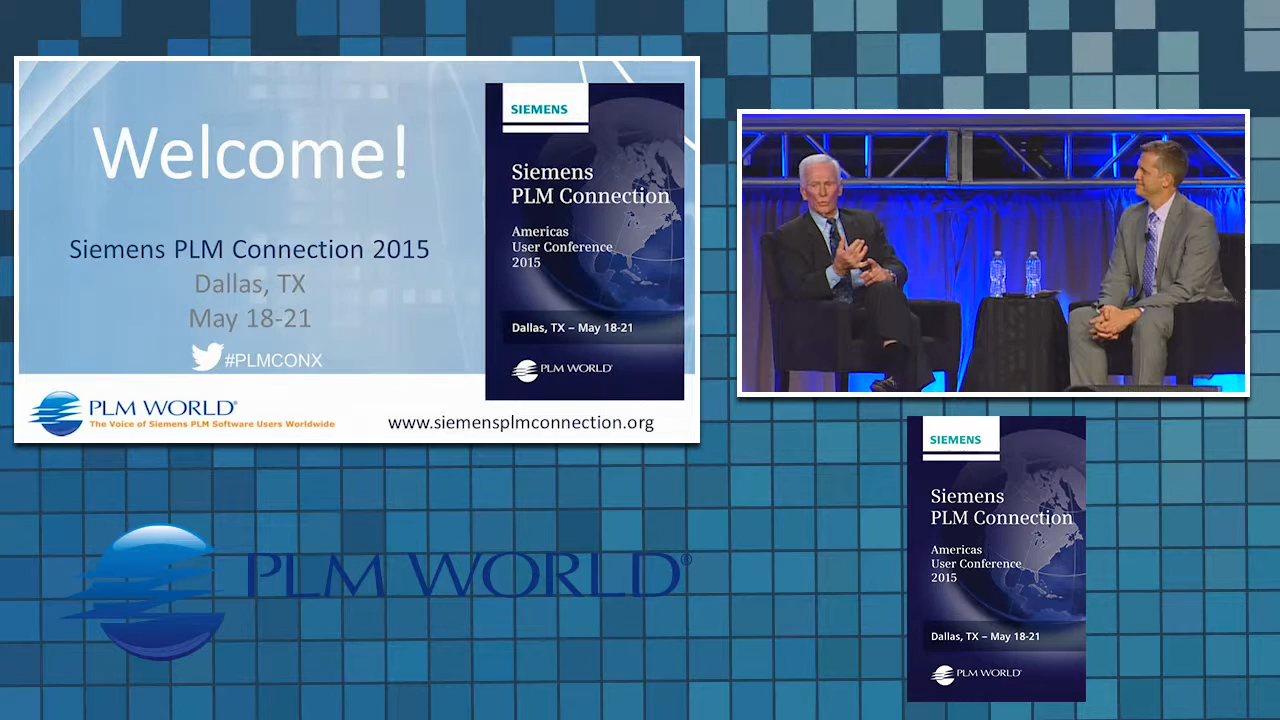 Welcome!
Siemens PLM Connection 2015
Dallas, TX
May 18-21
#PLMCONX
PLM WORLD®
The Voice of Siemens PLM Software Users Worldwide
www.siemensplmconnection.org
SIEMENS
Siemens
PLM Connection
Americas
User Conference
2015
Dallas, TX – May 18-21
PLM WORLD®
PLM WORLD®
SIEMENS
Siemens
PLM Connection
Americas
User Conference
2015
Dallas, TX – May 18-21
PLM WORLD®